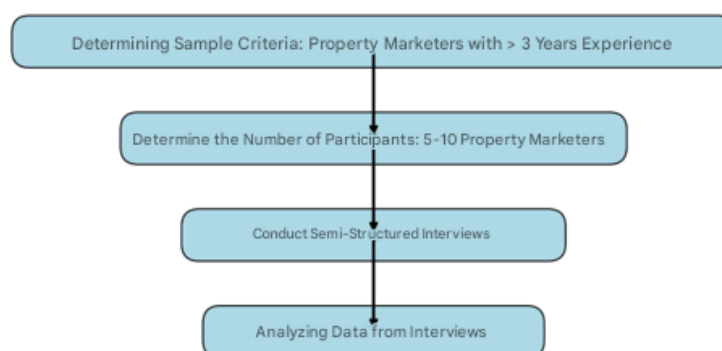 Determining Sample Criteria: Property Marketers with > 3 Years Experience
Determine the Number of Participants: 5-10 Property Marketers
Conduct Semi-Structured Interviews
Analyzing Data from Interviews